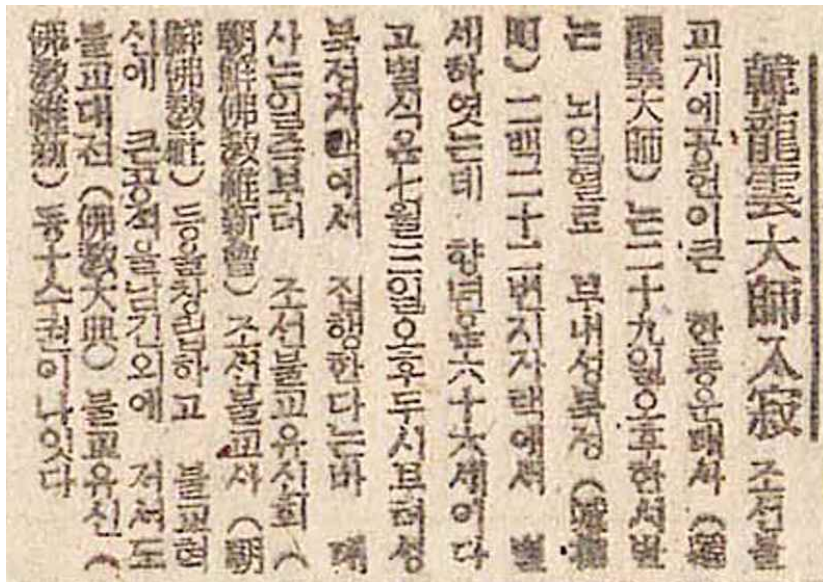 韓龍雲大師入寂 조선불
교게에공헌이큰 한룡운대사 (韓
龍雲大師) 는二十九일오후한시반
는 뇌일혈로 부내성북정 (城北
町) 二백二十二번지자택에서 별
세하엿는데 향년은六十六세이다
고별식은七월三일오후두시부터성
북정자택에서 집행한다는바 대
사는일즉부터 조선불교유신회 (
朝鮮佛敎維新會) 조선불교사 (朝
鮮佛敎社) 등을창립하고 불교혁
신에 큰공적을남긴외에 저서도
불교대전 (佛敎大典) 불교유신 (
佛敎維新) 등十수권이나잇다